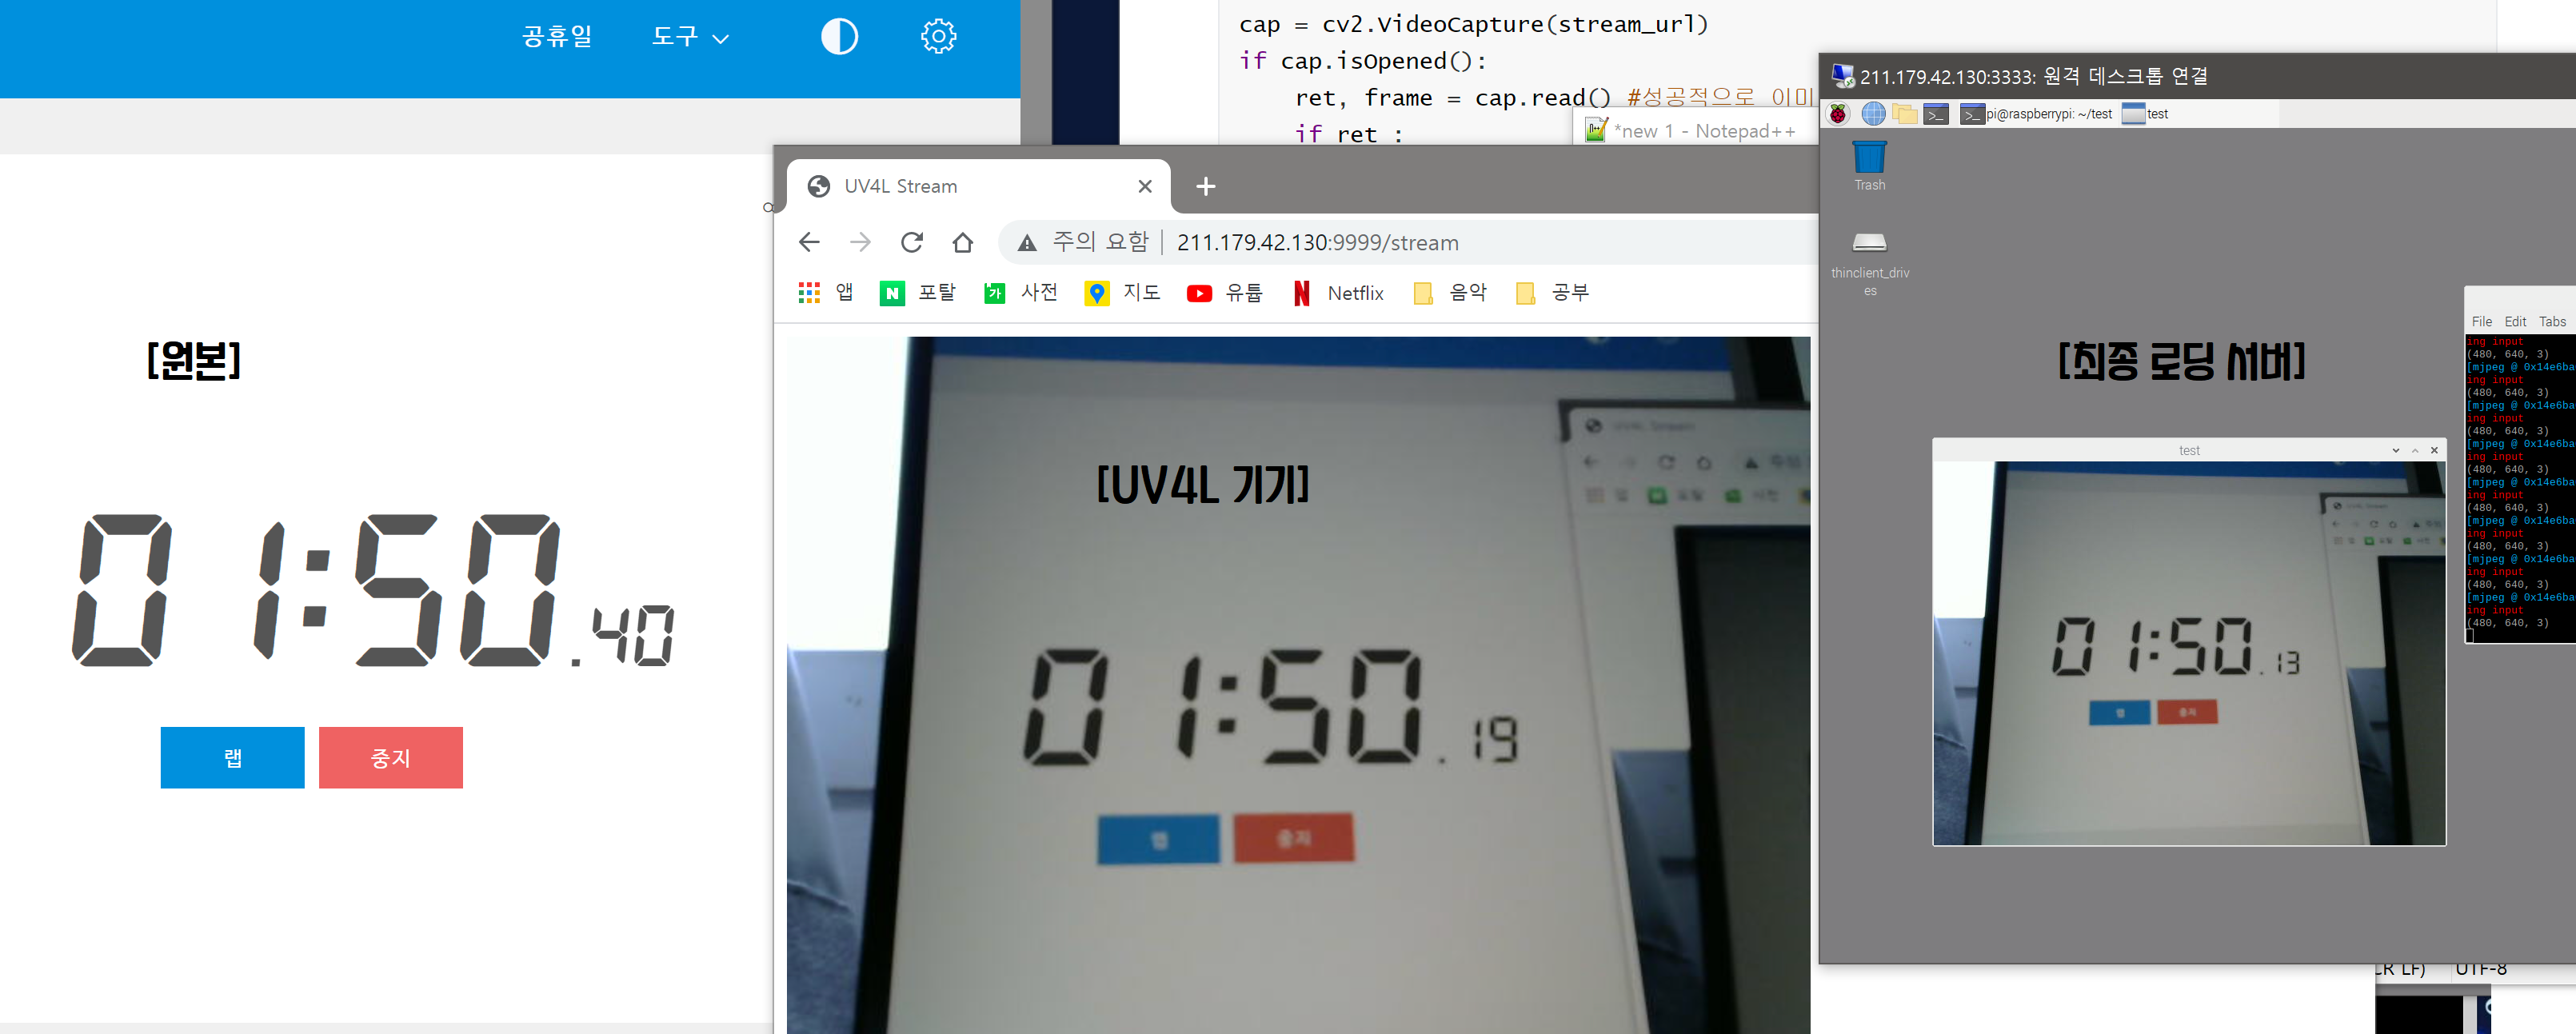 공휴일 도구
cap = cv2.VideoCapture(stream_url)
if cap.isOpened():
ret, frame = cap.read() #성공적으로 이미
if ret :
*new 1 - Notepad++
211.179.42.130:3333: 원격 데스크톱 연결
pi@raspberrypi: ~/test test
Trash
thinclient_driv
es
UV4L Stream
주의 요함 211.179.42.130:9999/stream
앱 포탈 사전 지도 유튭 Netflix 음악 공부
[원본]
01:50.40
랩 중지
[UV4L 기기]
01:50.19
랩 중지
[최종 로딩 서버]
test
01:50.13
랩 중지
File Edit Tabs
ing input
(480, 640, 3)
[mjpeg @ 0x14e6ba
ing input
(480, 640, 3)
[mjpeg @ 0x14e6ba
ing input
(480, 640, 3)
[mjpeg @ 0x14e6ba
ing input
(480, 640, 3)
[mjpeg @ 0x14e6ba
ing input
(480, 640, 3)
[mjpeg @ 0x14e6ba
ing input
(480, 640, 3)
[mjpeg @ 0x14e6ba
ing input
(480, 640, 3)
[mjpeg @ 0x14e6ba
ing input
(480, 640, 3)
CR LF) UTF-8